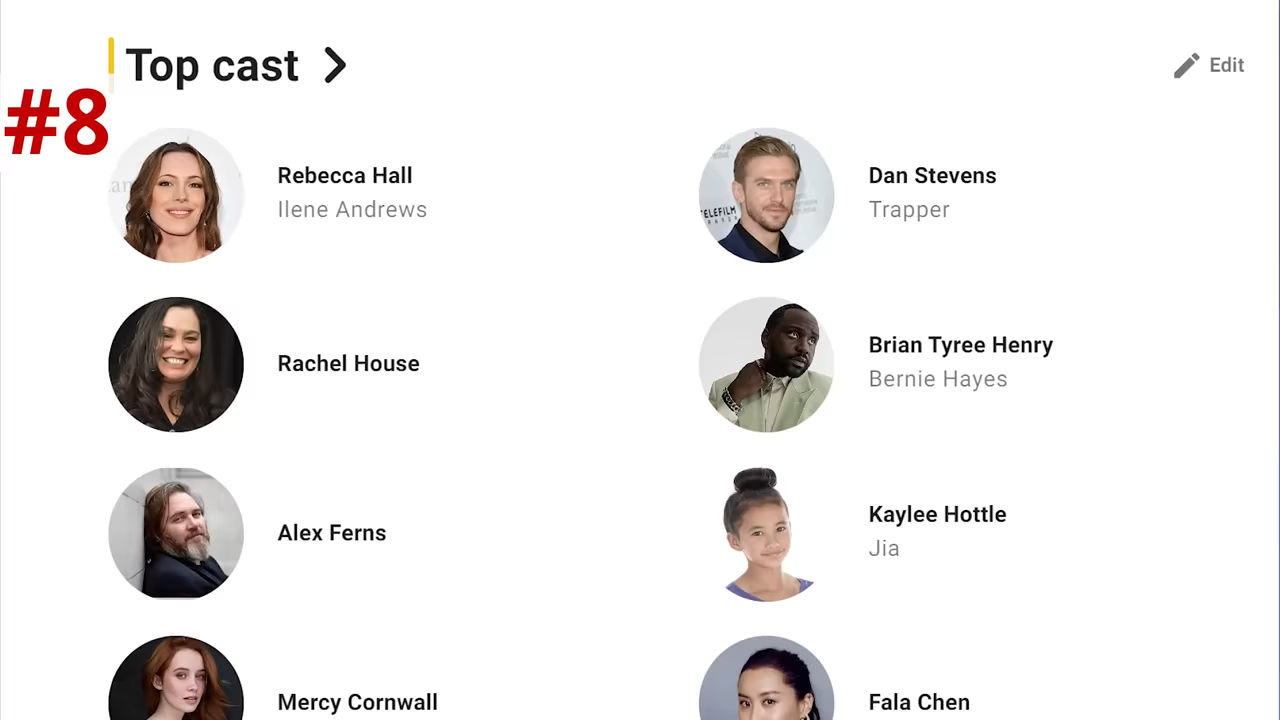 Top cast
Edit
#8
Rebecca Hall
Ilene Andrews
Dan Stevens
Trapper
TELEFILM
Rachel House
Brian Tyree Henry
Bernie Hayes
Alex Ferns
Kaylee Hottle
Jia
Mercy Cornwall
Fala Chen